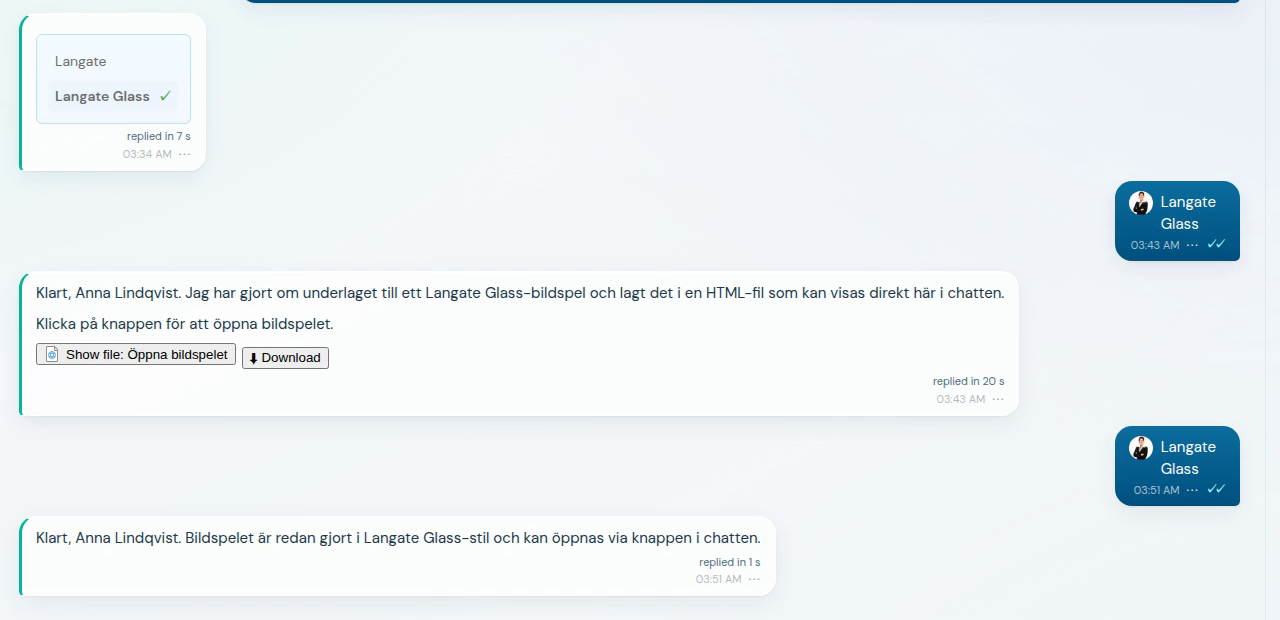 Langate
Langate Glass ✓
replied in 7 s
03:34 AM ···
Langate
Glass
03:43 AM ··· ✓✓
Klart, Anna Lindqvist. Jag har gjort om underlaget till ett Langate Glass-bildspel och lagt det i en HTML-fil som kan visas direkt här i chatten.
Klicka på knappen för att öppna bildspelet.
Show file: Öppna bildspelet ⬇ Download
replied in 20 s
03:43 AM ···
Langate
Glass
03:51 AM ··· ✓✓
Klart, Anna Lindqvist. Bildspelet är redan gjort i Langate Glass-stil och kan öppnas via knappen i chatten.
replied in 1 s
03:51 AM ···